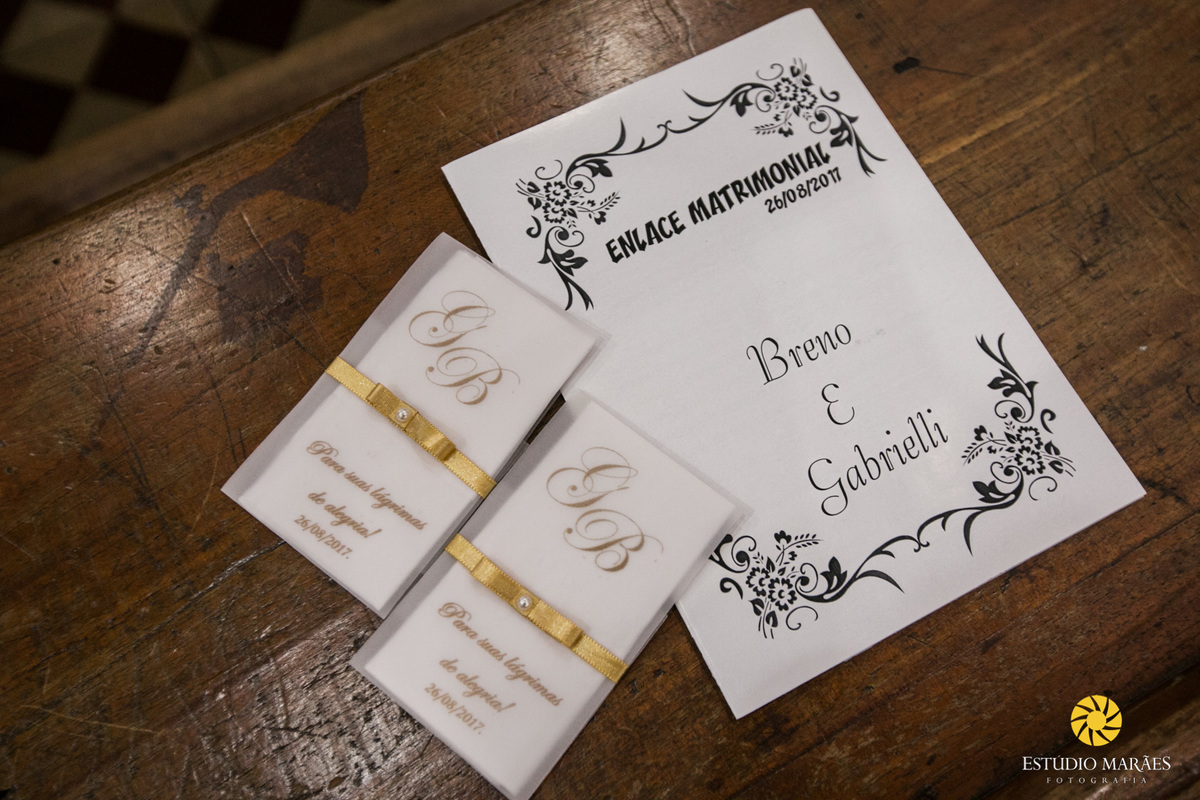 ENLACE MATRIMONIAL
26/08/2017
Breno
E
Gabrielli
GB
Para suas lágrimas
de alegria!
26/08/2017.
GB
Para suas lágrimas
de alegria!
26/08/2017.
ESTÚDIO MARÃES
FOTOGRAFIA